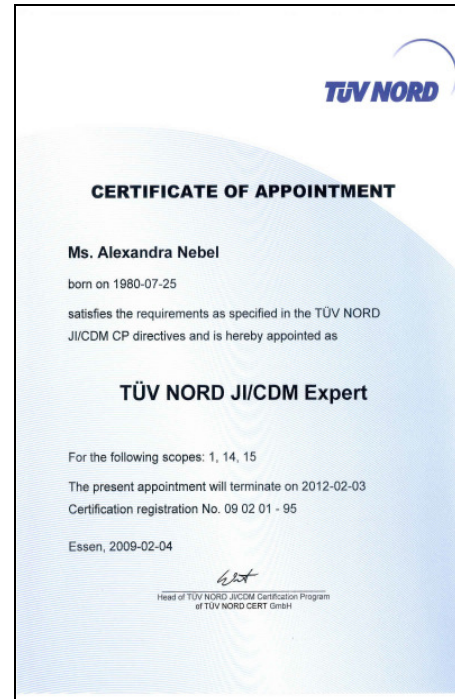 TÜV NORD
CERTIFICATE OF APPOINTMENT
Ms. Alexandra Nebel
born on 1980-07-25
satisfies the requirements as specified in the TÜV NORD
JI/CDM CP directives and is hereby appointed as
TÜV NORD JI/CDM Expert
For the following scopes: 1, 14, 15
The present appointment will terminate on 2012-02-03
Certification registration No. 09 02 01 - 95
Essen, 2009-02-04
Head of TÜV NORD JI/CDM Certification Program
of TÜV NORD CERT GmbH